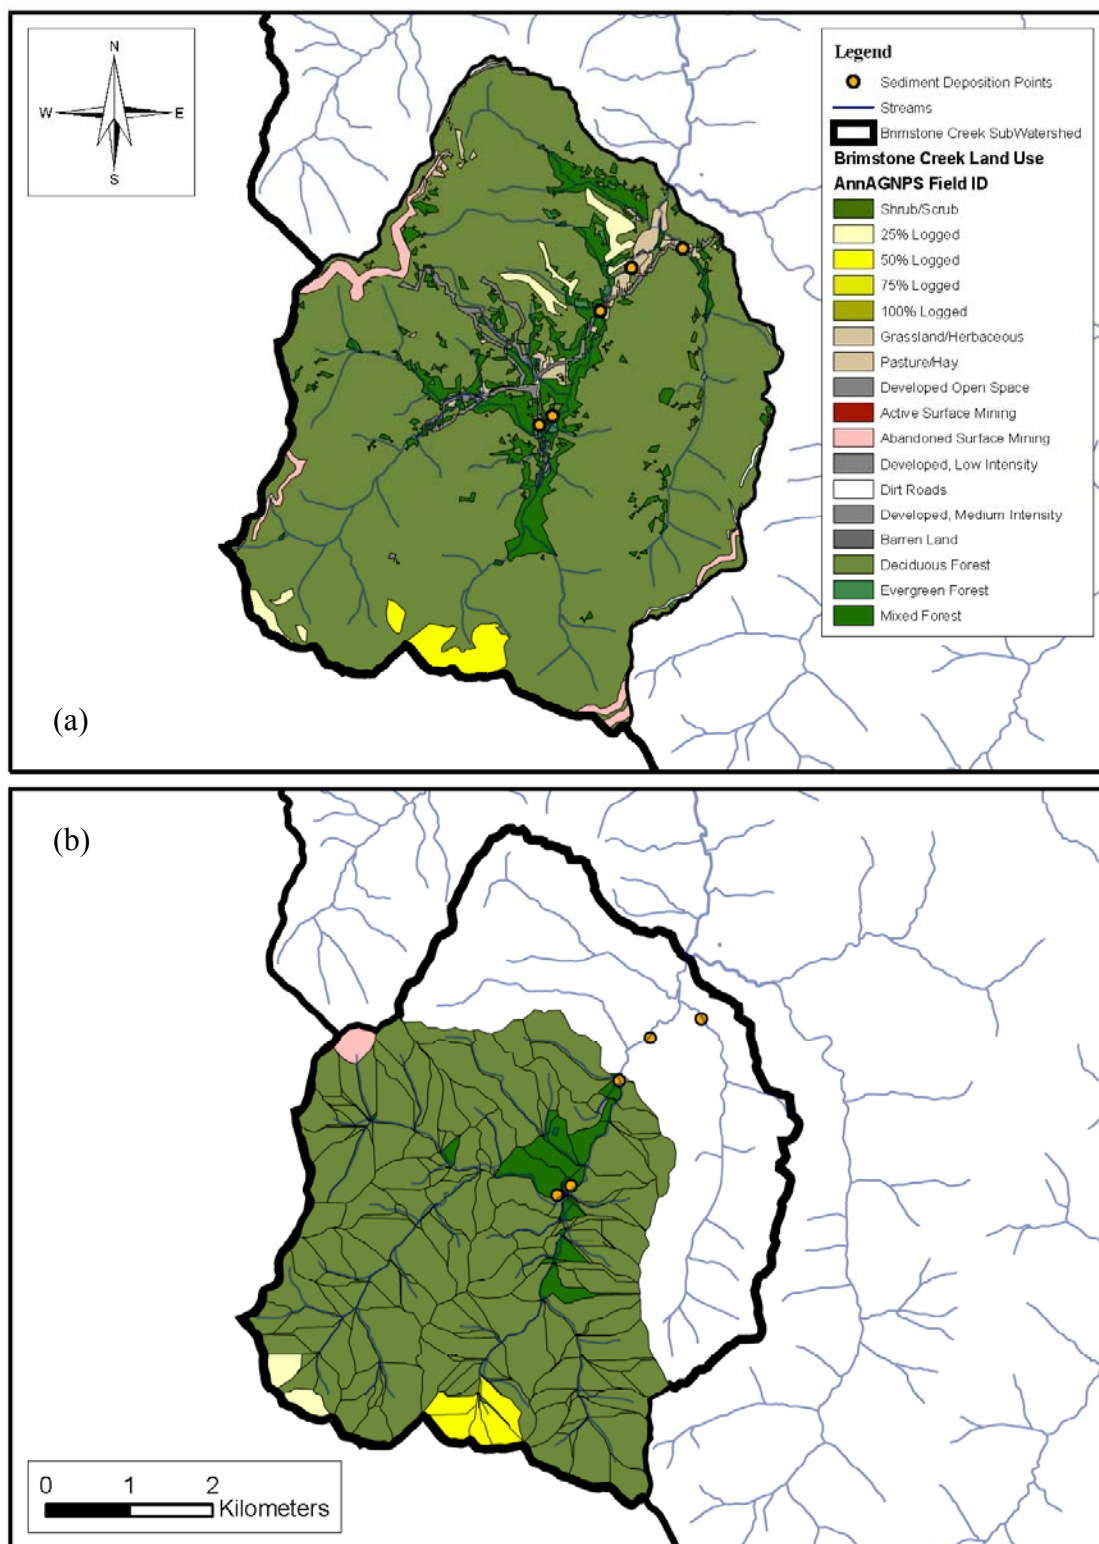 N
W E
S
Legend
Sediment Deposition Points
Streams
Brimstone Creek SubWatershed
Brimstone Creek Land Use
AnnAGNPS Field ID
Shrub/Scrub
25% Logged
50% Logged
75% Logged
100% Logged
Grassland/Herbaceous
Pasture/Hay
Developed Open Space
Active Surface Mining
Abandoned Surface Mining
Developed, Low Intensity
Dirt Roads
Developed, Medium Intensity
Barren Land
Deciduous Forest
Evergreen Forest
Mixed Forest
(a)
(b)
0 1 2
Kilometers